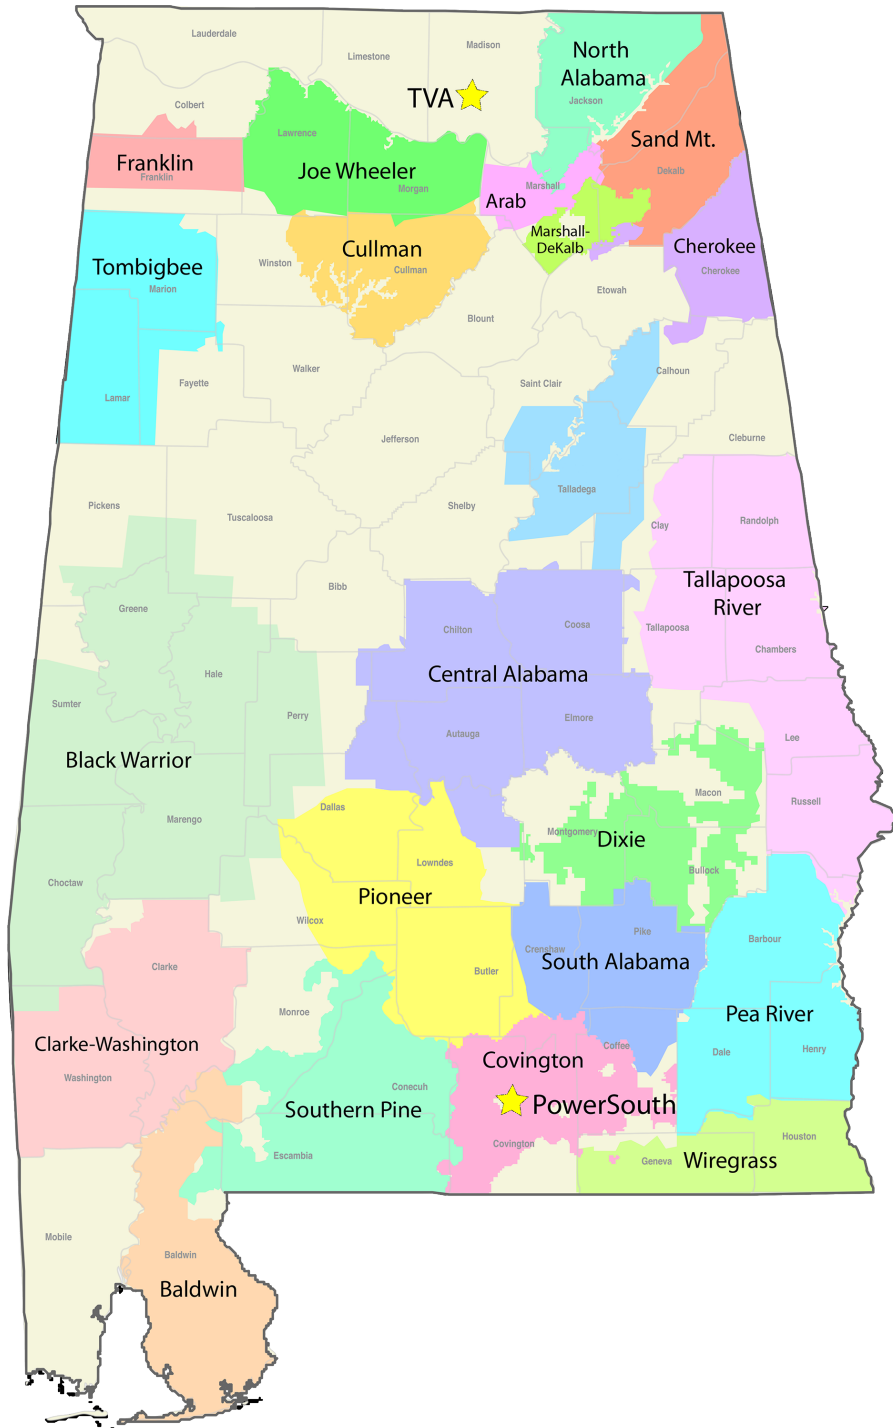 Lauderdale
Limestone
Madison
North
Alabama
Jackson
TVA
Colbert
Lawrence
Sand Mt.
Franklin
Franklin
Joe Wheeler
Morgan
Dekalb
Marshall
Arab
Marshall-
DeKalb
Cherokee
Cherokee
Cullman
Cullman
Winston
Tombigbee
Marion
Etowah
Blount
Walker
Fayette
Lamar
Saint Clair
Calhoun
Jefferson
Cleburne
Talladega
Pickens
Tuscaloosa
Shelby
Clay
Randolph
Tallapoosa
River
Bibb
Greene
Chilton
Coosa
Tallapoosa
Chambers
Central Alabama
Hale
Sumter
Perry
Autauga
Elmore
Lee
Black Warrior
Macon
Russell
Dallas
Marengo
Montgomery
Dixie
Lowndes
Bullock
Choctaw
Pioneer
Wilcox
Pike
Barbour
Crenshaw
South Alabama
Butler
Clarke
Monroe
Pea River
Clarke-Washington
Coffee
Dale
Henry
Covington
Washington
Conecuh
PowerSouth
Southern Pine
Covington
Houston
Escambia
Geneva
Wiregrass
Mobile
Baldwin
Baldwin